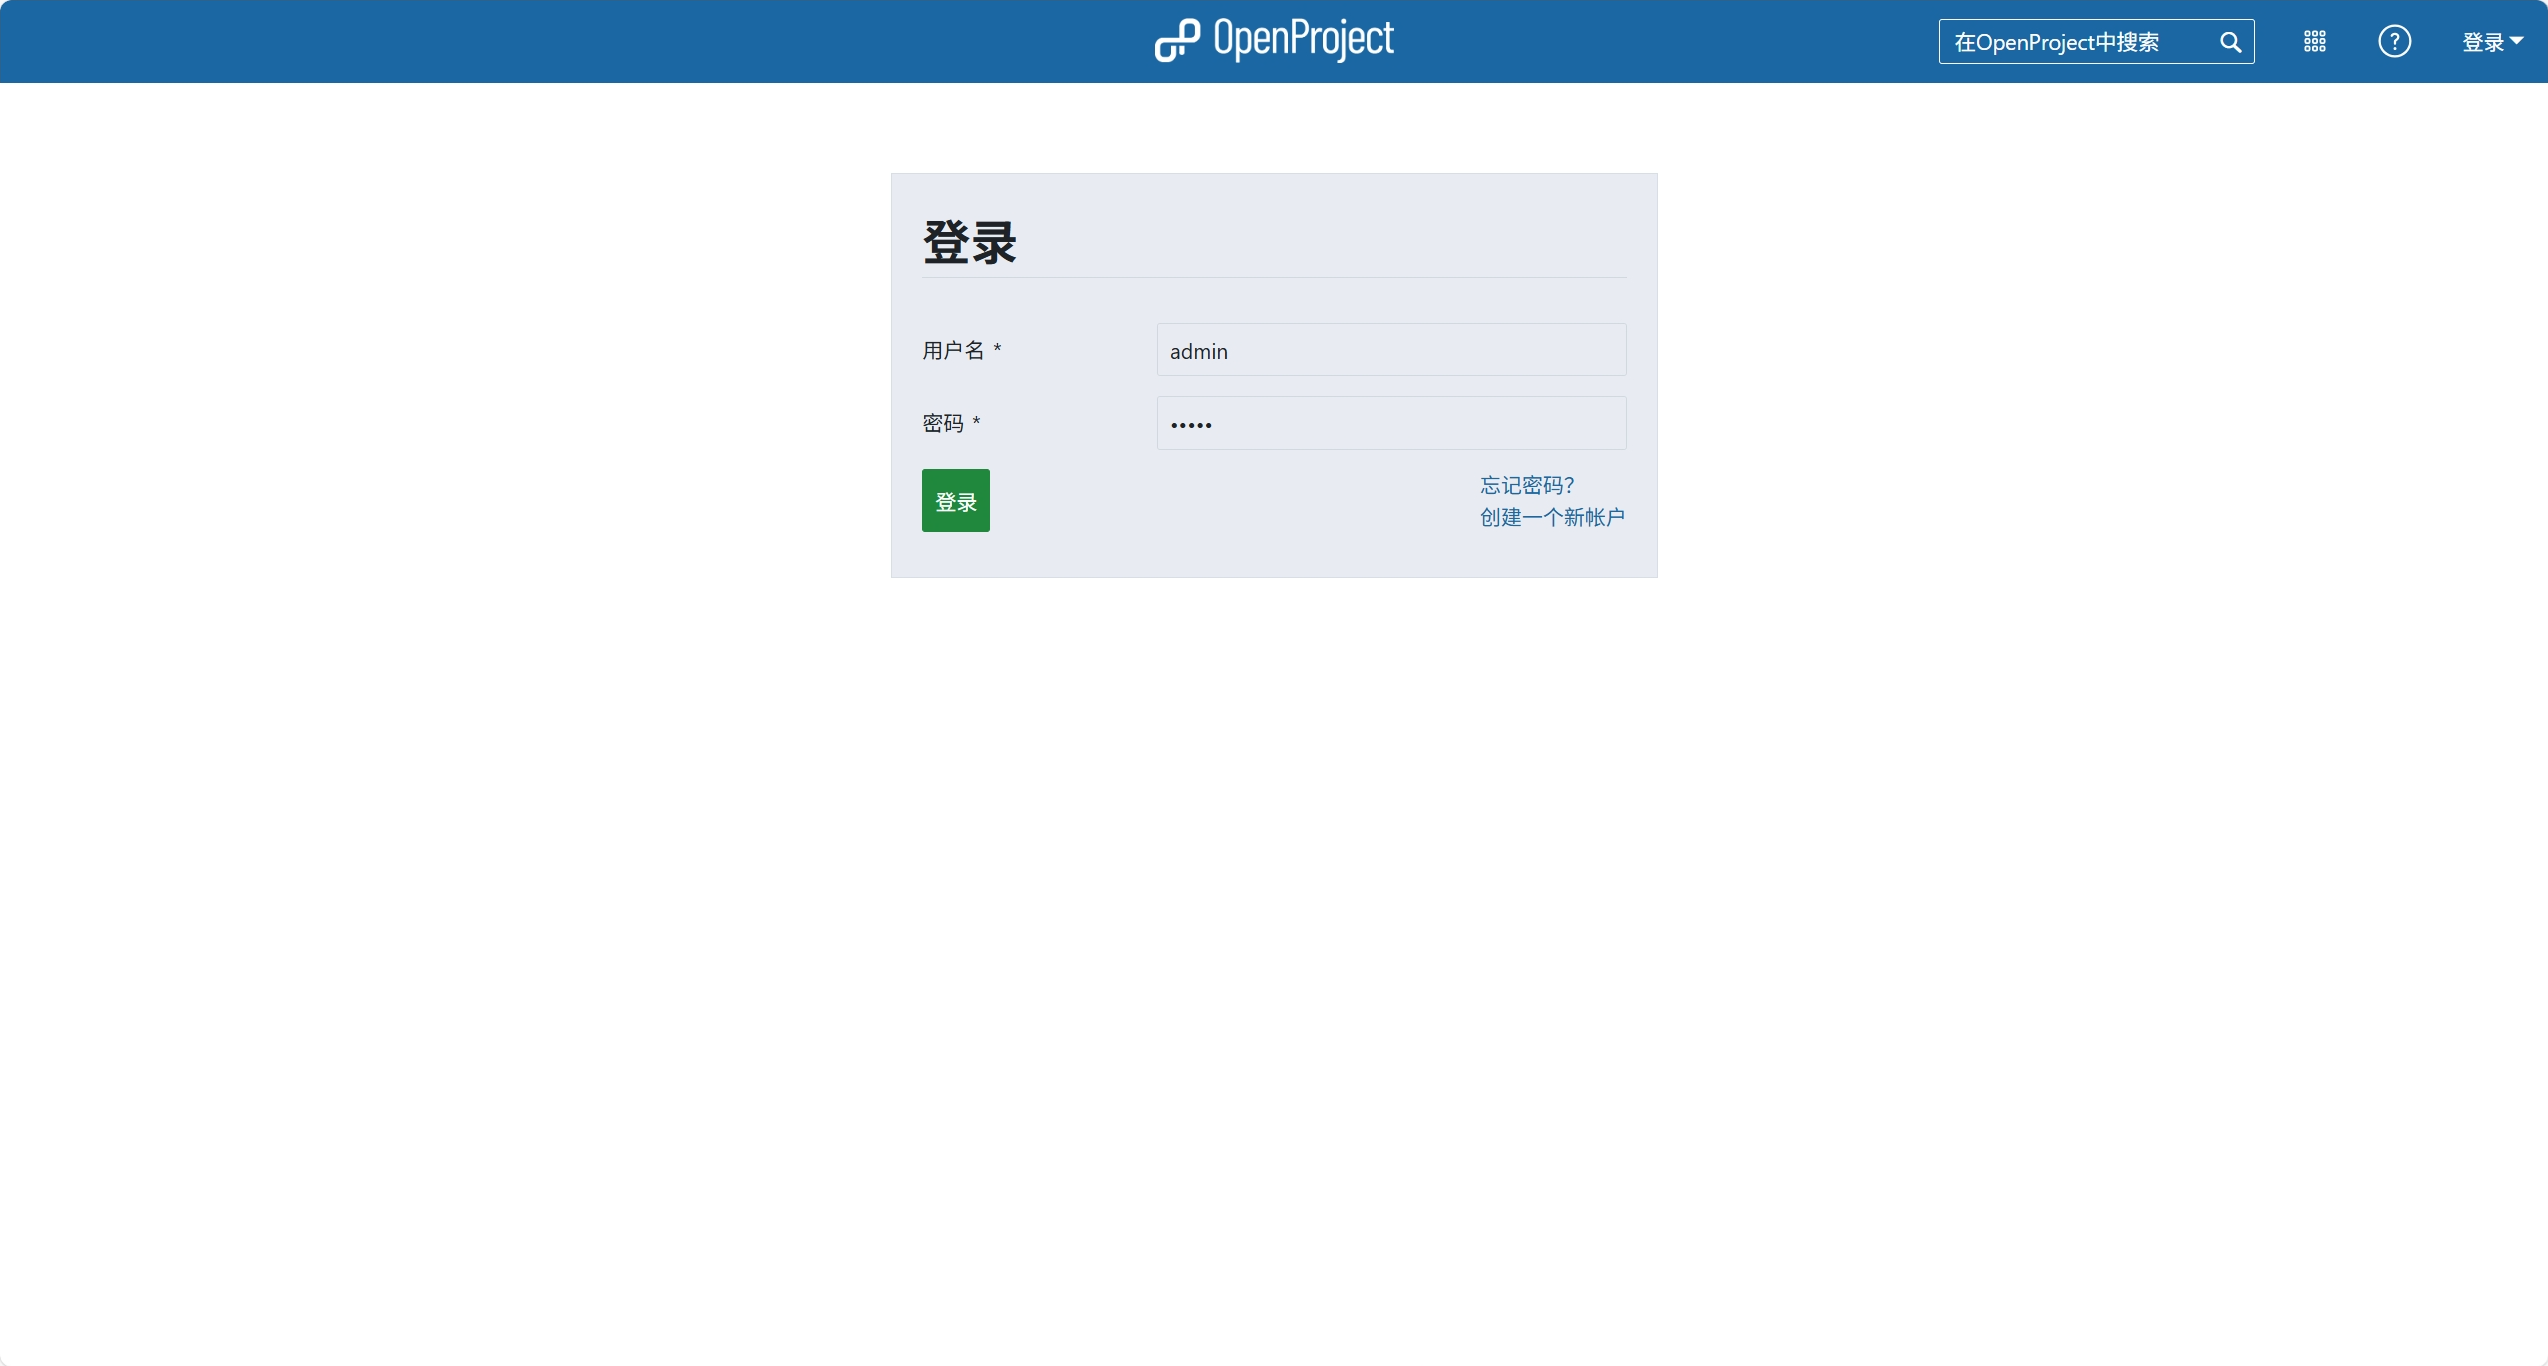 OpenProject
在OpenProject中搜索
登录
登录
用户名 *
admin
密码 *
•••••
登录
忘记密码?
创建一个新帐户